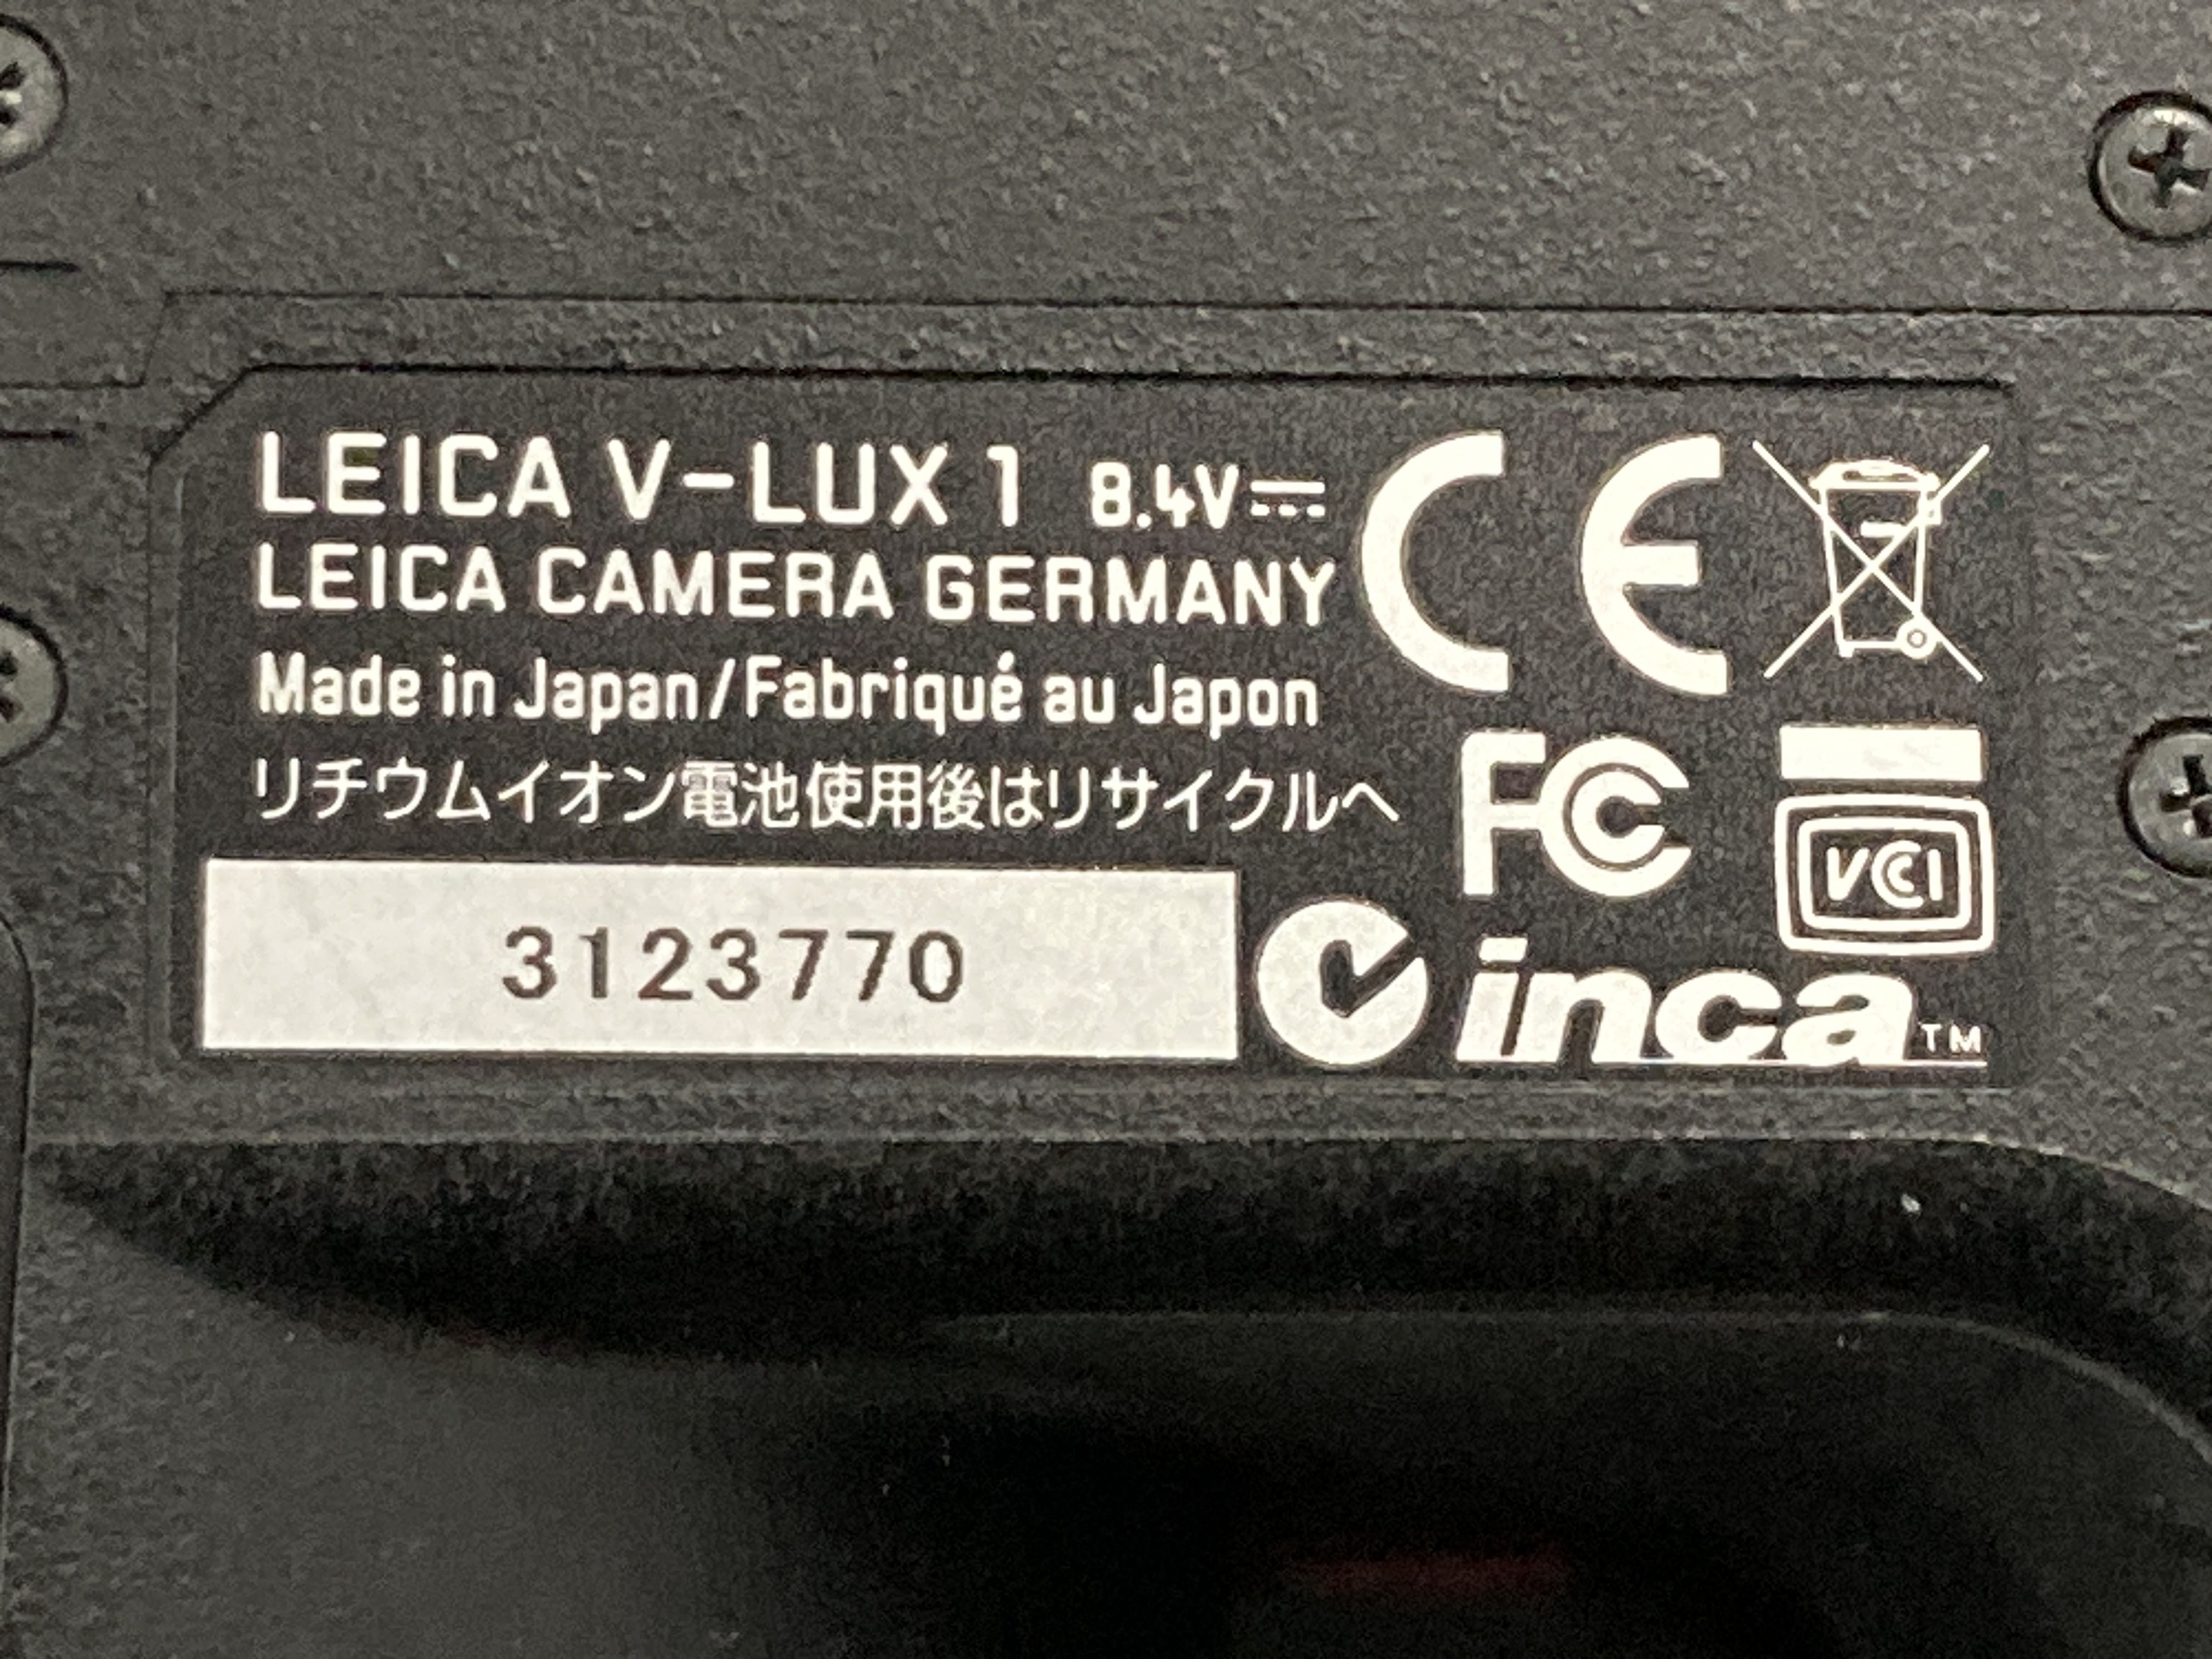 LEICA V-LUX 1 8.4V⎓
LEICA CAMERA GERMANY
Made in Japan/Fabriqué au Japon
リチウムイオン電池使用後はリサイクルへ
3123770
CE
FC
VCCI
inca™